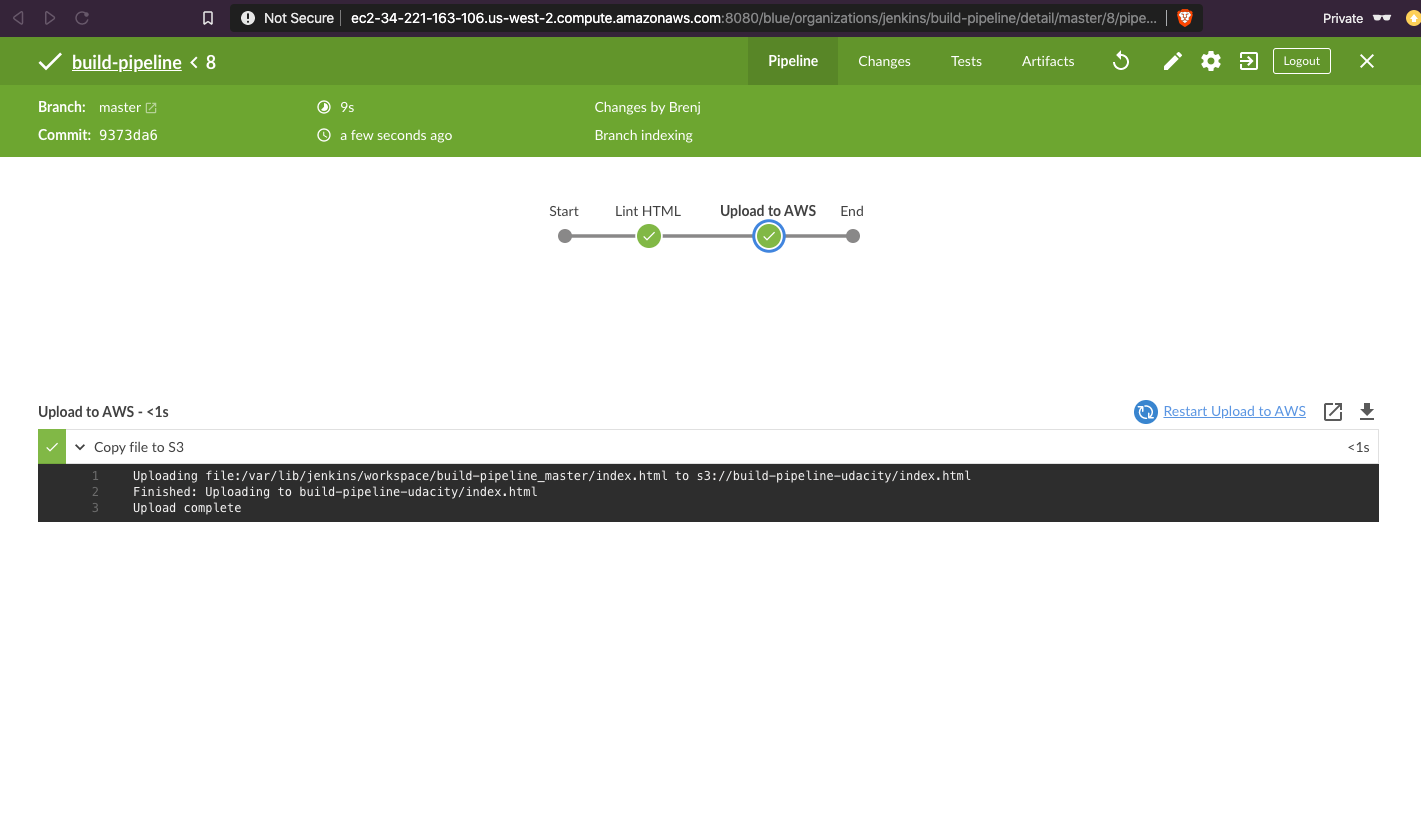 Not Secure ec2-34-221-163-106.us-west-2.compute.amazonaws.com:8080/blue/organizations/jenkins/build-pipeline/detail/master/8/pipe... Private
build-pipeline < 8 Pipeline Changes Tests Artifacts Logout
Branch: master 9s Changes by Brenj
Commit: 9373da6 a few seconds ago Branch indexing
Start Lint HTML Upload to AWS End
Upload to AWS - <1s Restart Upload to AWS
Copy file to S3 <1s
1 Uploading file:/var/lib/jenkins/workspace/build-pipeline_master/index.html to s3://build-pipeline-udacity/index.html
2 Finished: Uploading to build-pipeline-udacity/index.html
3 Upload complete